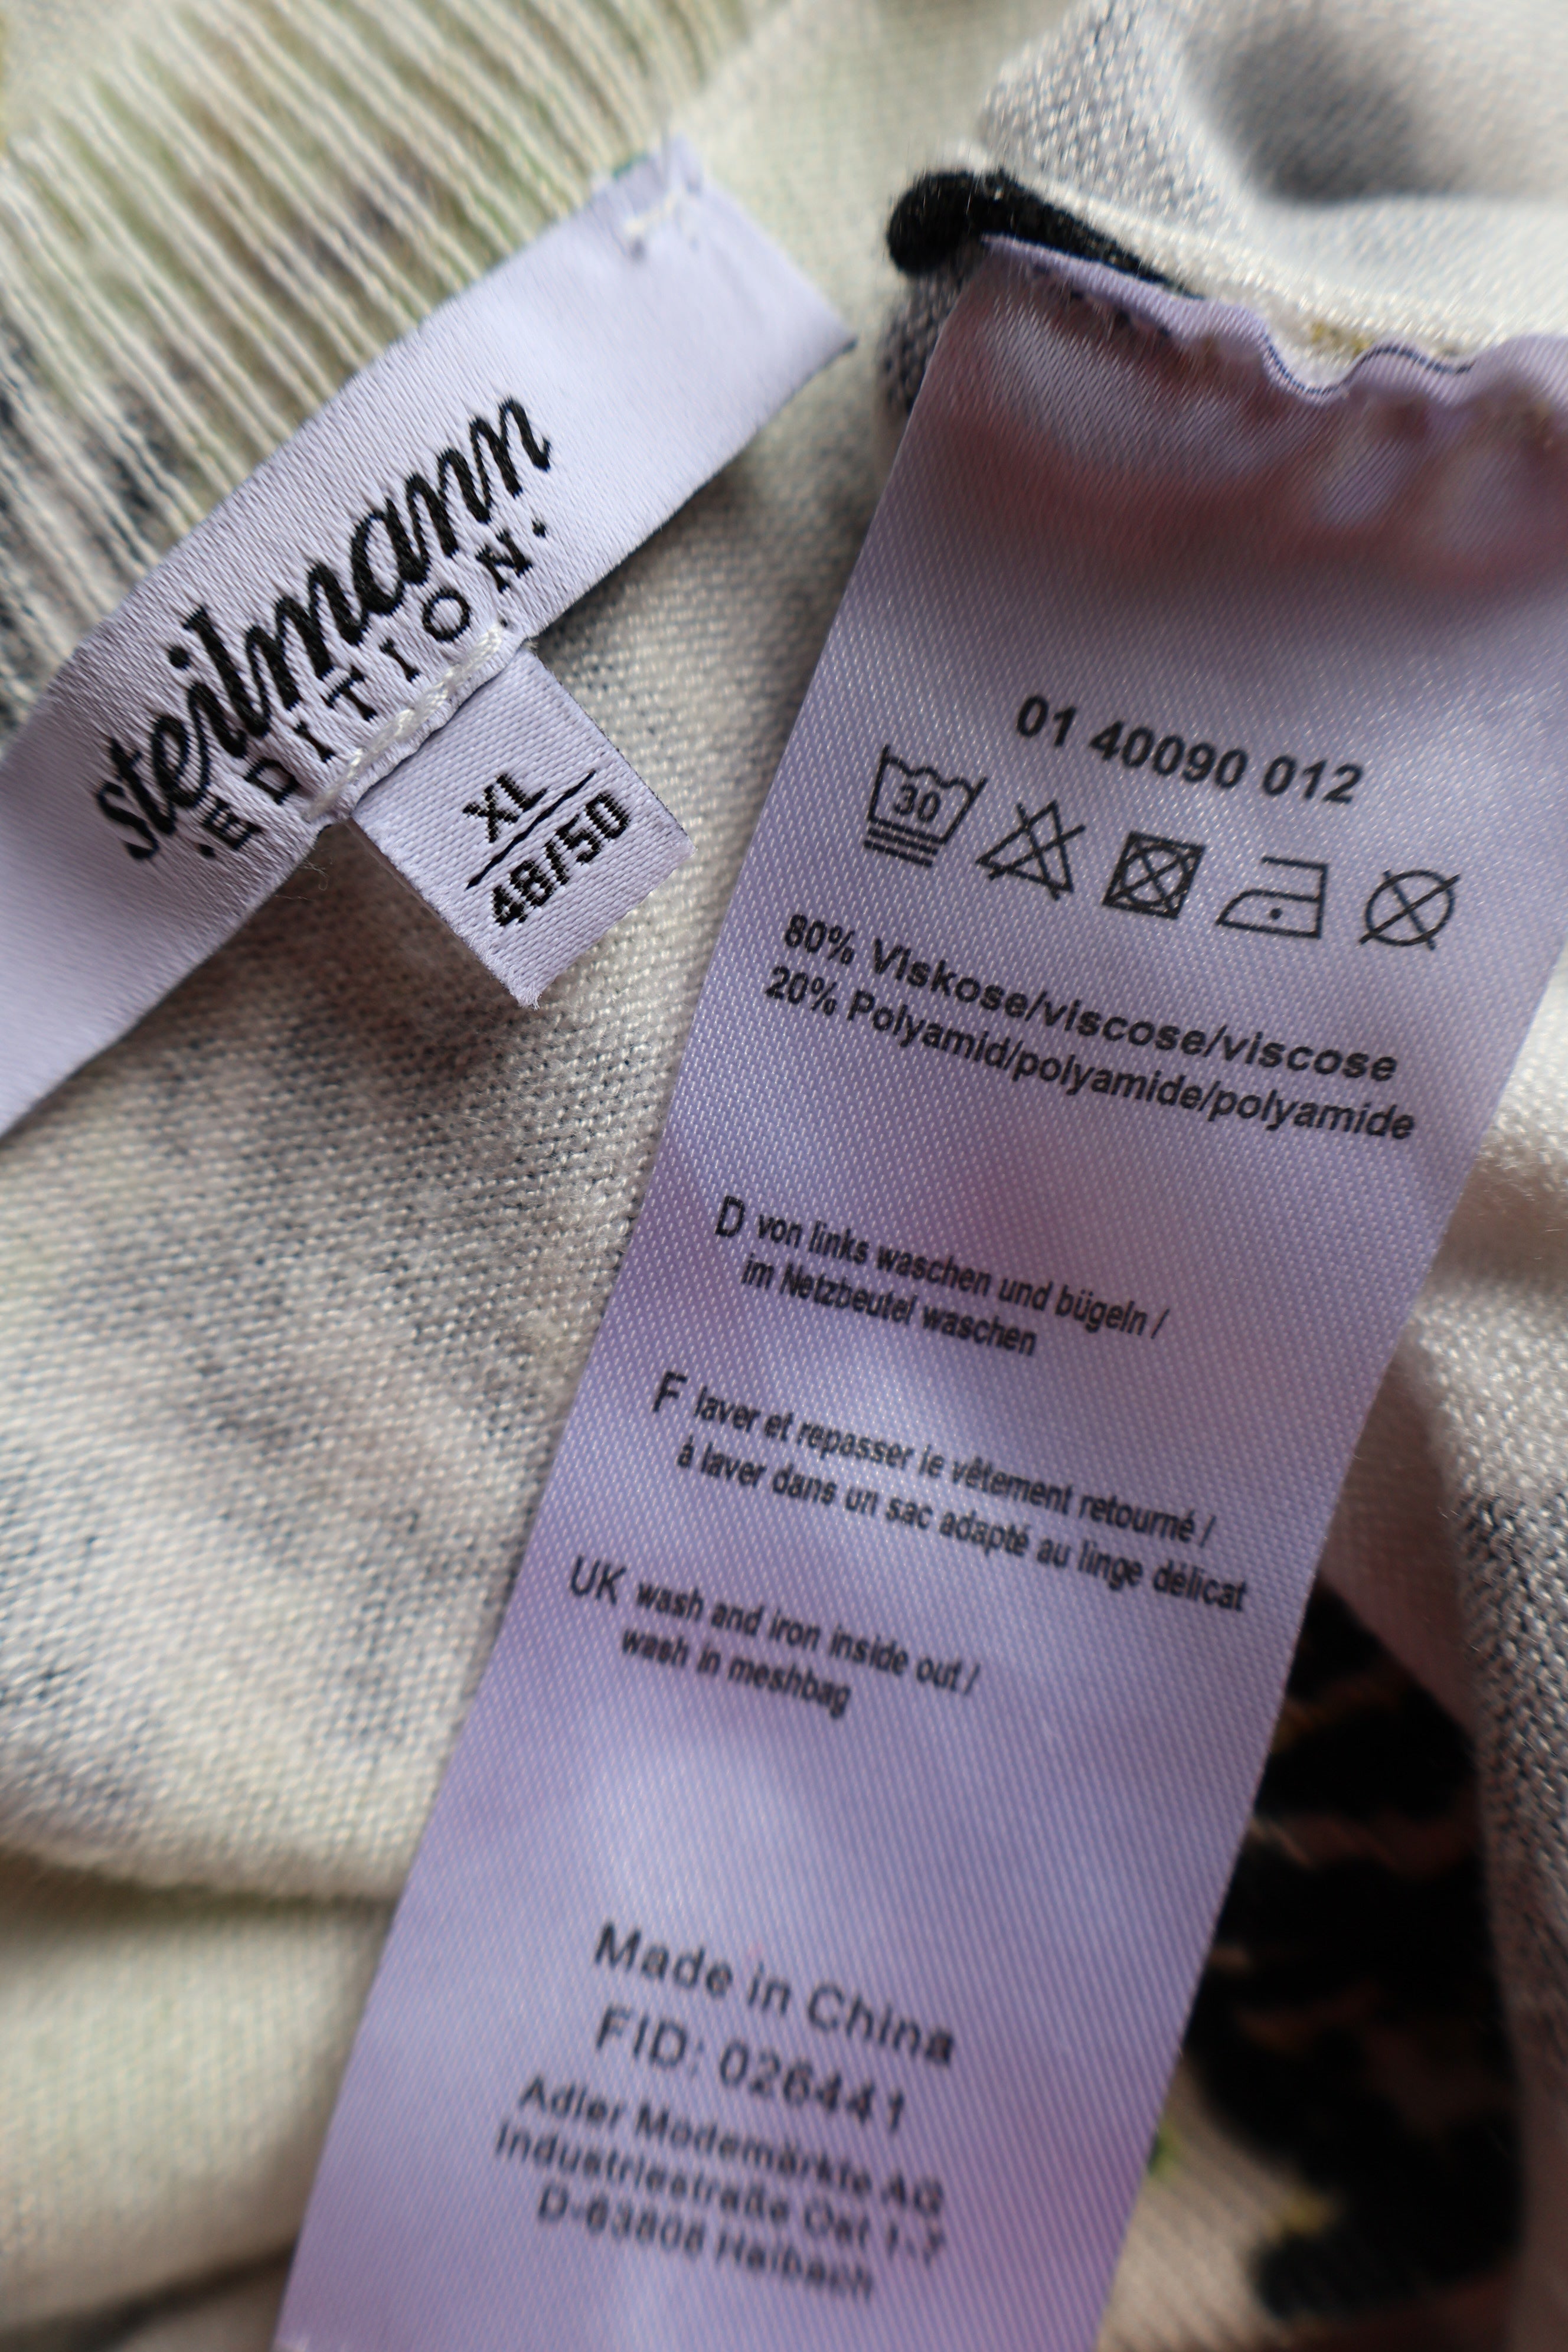 steilmann
·EDITION·
XL
48/50
01 40090 012
30
80% Viskose/viscose/viscose
20% Polyamid/polyamide/polyamide
D von links waschen und bügeln /
im Netzbeutel waschen
F laver et repasser le vêtement retourné /
à laver dans un sac adapté au linge délicat
UK wash and iron inside out /
wash in meshbag
Made in China
FID: 026441
Adler Modemärkte AG
Industriestraße Ost 1-7
D-63808 Haibach